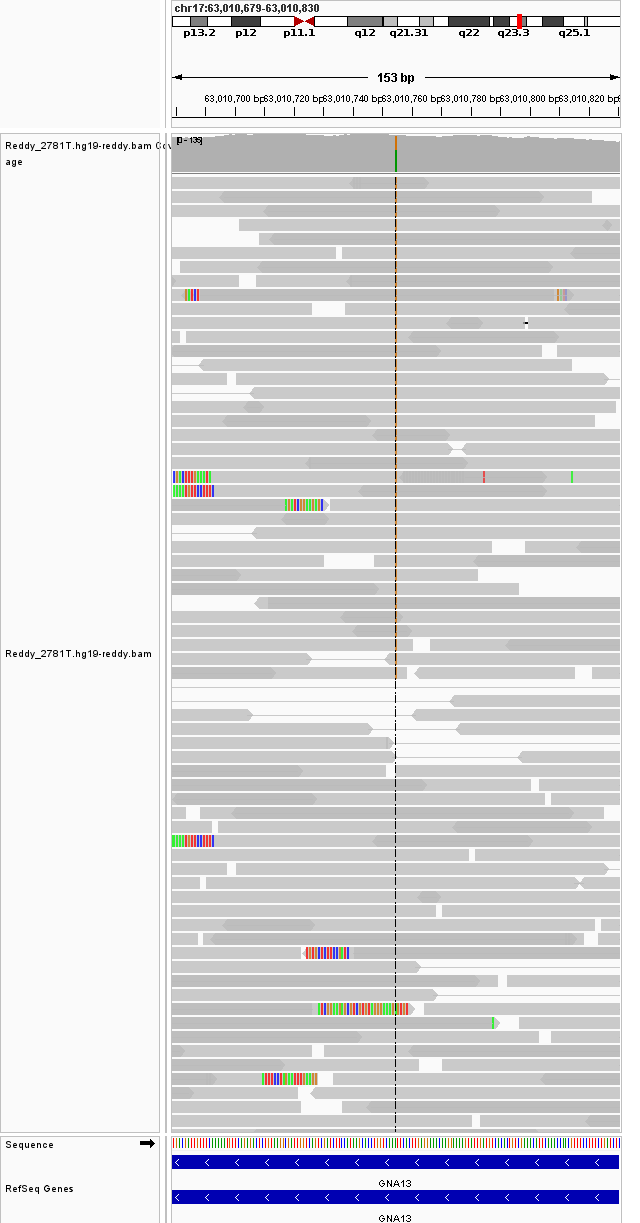 chr17:63,010,679-63,010,830
p13.2 p12 p11.1 q12 q21.31 q22 q23.3 q25.1
153 bp
63,010,700 bp 63,010,720 bp 63,010,740 bp 63,010,760 bp 63,010,780 bp 63,010,800 bp 63,010,820 bp
Reddy_2781T.hg19-reddy.bam Cov
age
[0 - 135]
Reddy_2781T.hg19-reddy.bam
Sequence
GNA13
RefSeq Genes
GNA13